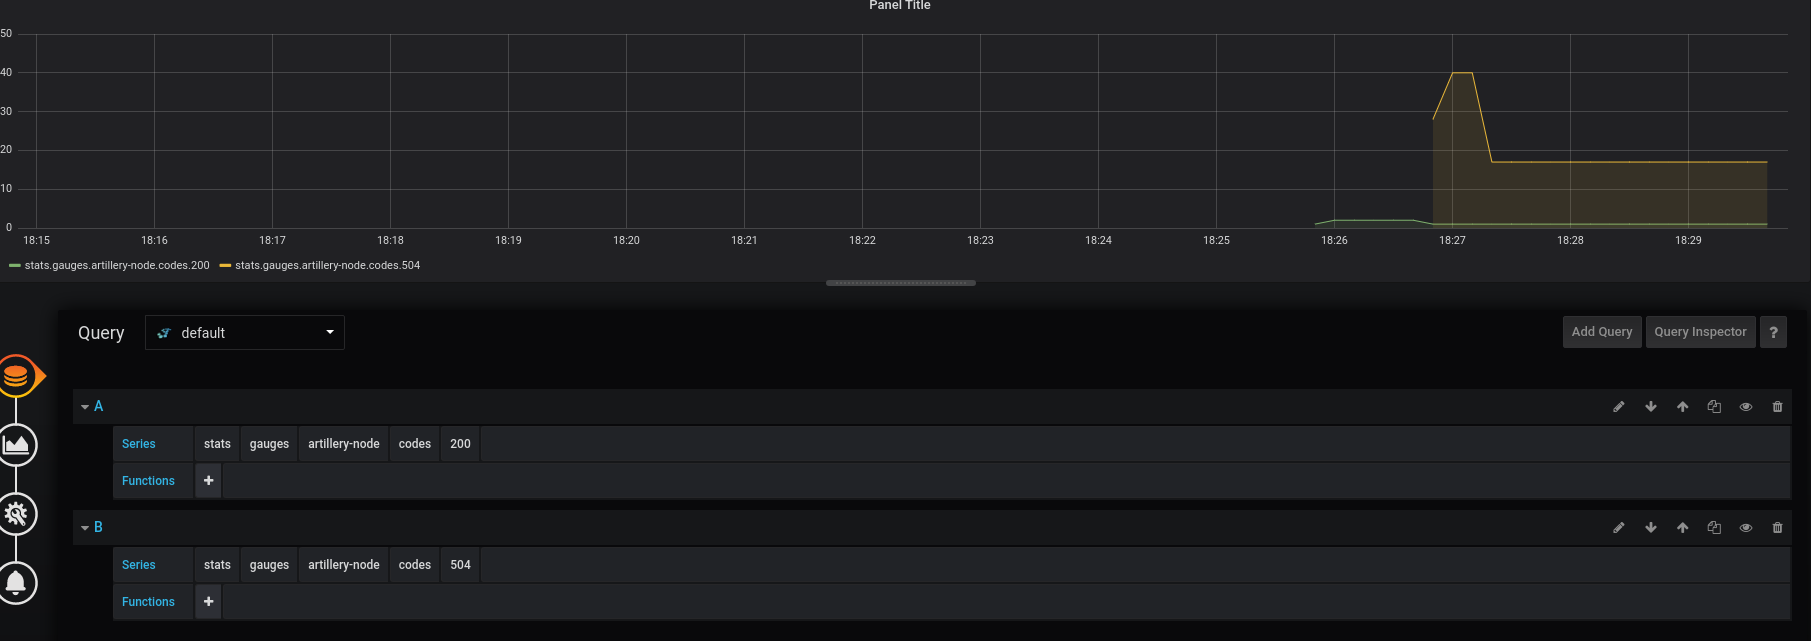 Panel Title
50
40
30
20
10
0
18:15 18:16 18:17 18:18 18:19 18:20 18:21 18:22 18:23 18:24 18:25 18:26 18:27 18:28 18:29
stats.gauges.artillery-node.codes.200 stats.gauges.artillery-node.codes.504
Query default Add Query Query Inspector ?
A
Series stats gauges artillery-node codes 200
Functions +
B
Series stats gauges artillery-node codes 504
Functions +